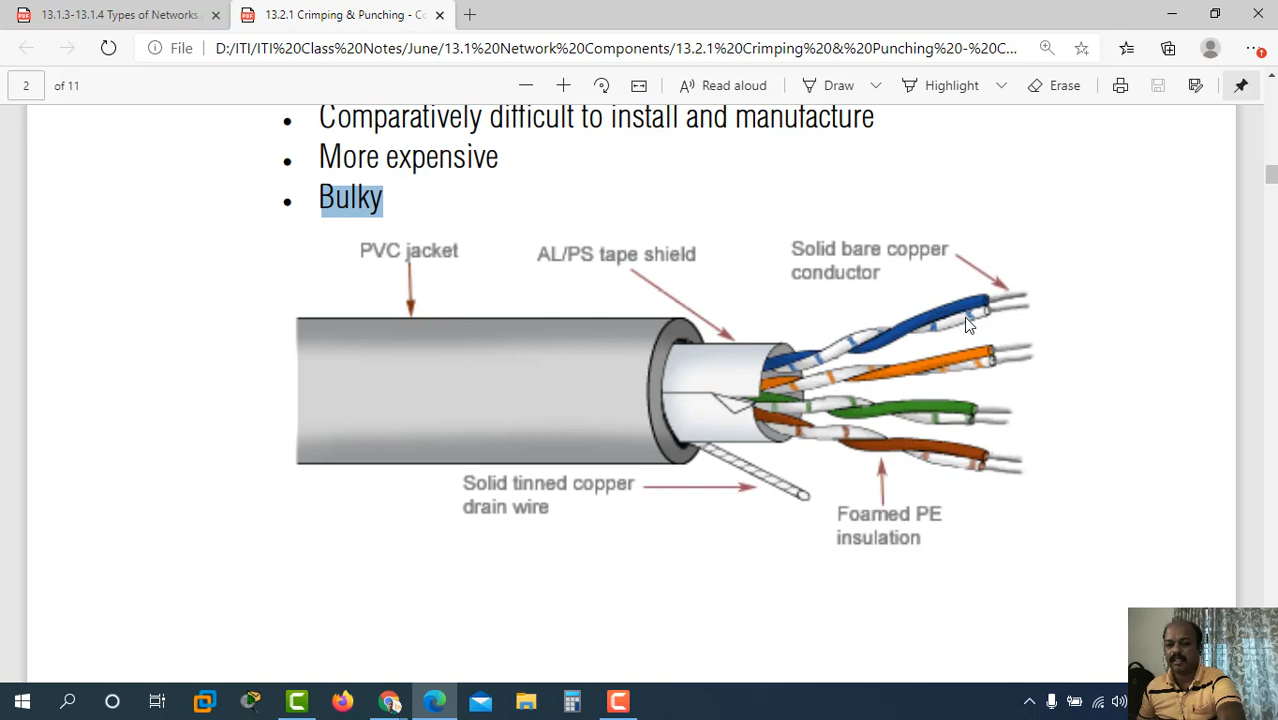 13.1.3-13.1.4 Types of Networks
13.2.1 Crimping & Punching - Co
File
D:/ITI/ITI%20Class%20Notes/June/13.1%20Network%20Components/13.2.1%20Crimping%20&%20Punching%20-%20C...
2 of 11
Read aloud
Draw
Highlight
Erase
Comparatively difficult to install and manufacture
More expensive
Bulky
PVC jacket
AL/PS tape shield
Solid bare copper
conductor
Solid tinned copper
drain wire
Foamed PE
insulation